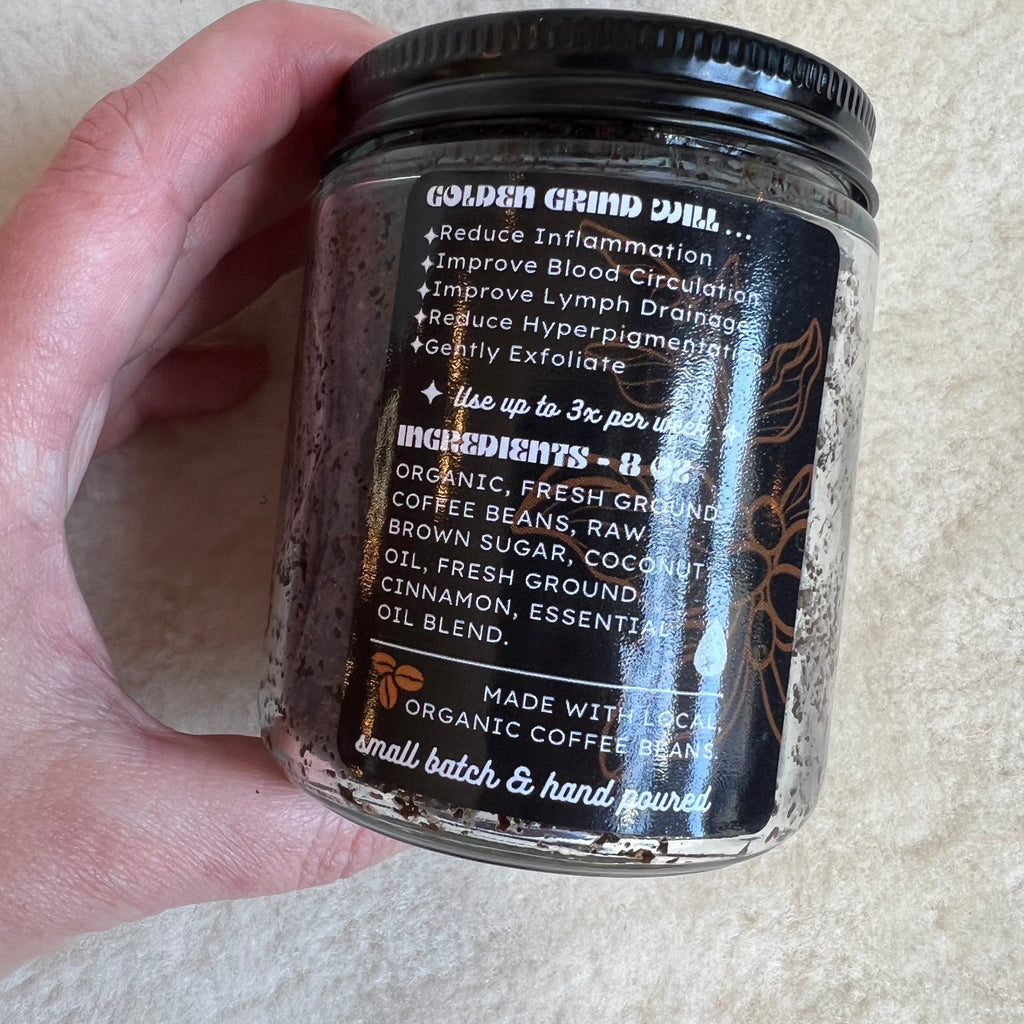 GOLDEN GRIND WILL...
Reduce Inflammation
Improve Blood Circulation
Improve Lymph Drainage
Reduce Hyperpigmentation
Gently Exfoliate
Use up to 3x per week
INGREDIENTS - 8 OZ
ORGANIC, FRESH GROUND
COFFEE BEANS, RAW
BROWN SUGAR, COCONUT
OIL, FRESH GROUND
CINNAMON, ESSENTIAL
OIL BLEND.
MADE WITH LOCAL,
ORGANIC COFFEE BEANS.
small batch & hand poured